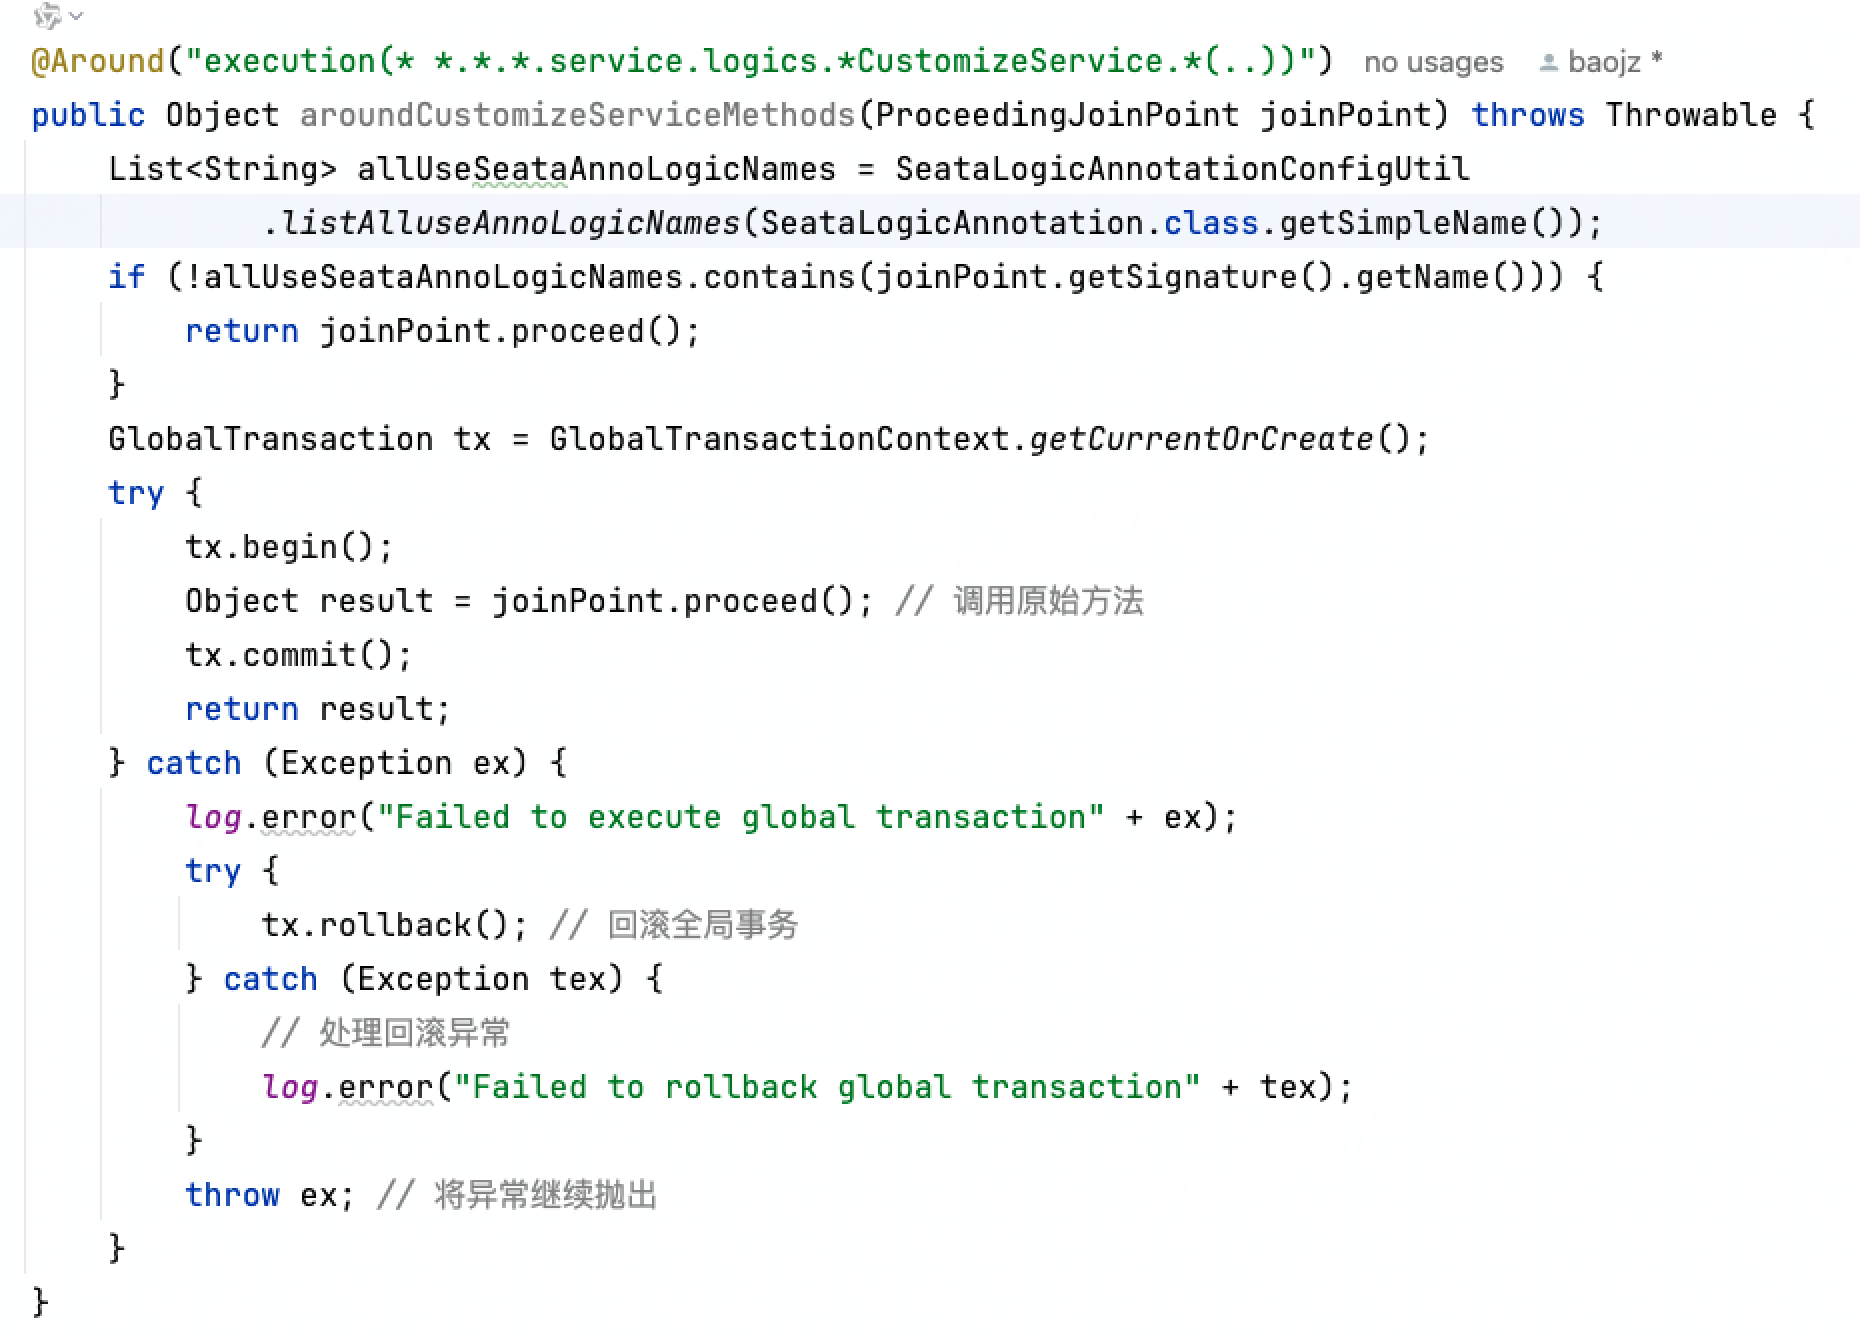 @Around("execution(* *.*.*.service.logics.*CustomizeService.*(..))") no usages baojz *
public Object aroundCustomizeServiceMethods(ProceedingJoinPoint joinPoint) throws Throwable {
List<String> allUseSeataAnnoLogicNames = SeataLogicAnnotationConfigUtil
.listAlluseAnnoLogicNames(SeataLogicAnnotation.class.getSimpleName());
if (!allUseSeataAnnoLogicNames.contains(joinPoint.getSignature().getName())) {
return joinPoint.proceed();
}
GlobalTransaction tx = GlobalTransactionContext.getCurrentOrCreate();
try {
tx.begin();
Object result = joinPoint.proceed(); // 调用原始方法
tx.commit();
return result;
} catch (Exception ex) {
log.error("Failed to execute global transaction" + ex);
try {
tx.rollback(); // 回滚全局事务
} catch (Exception tex) {
// 处理回滚异常
log.error("Failed to rollback global transaction" + tex);
}
throw ex; // 将异常继续抛出
}
}